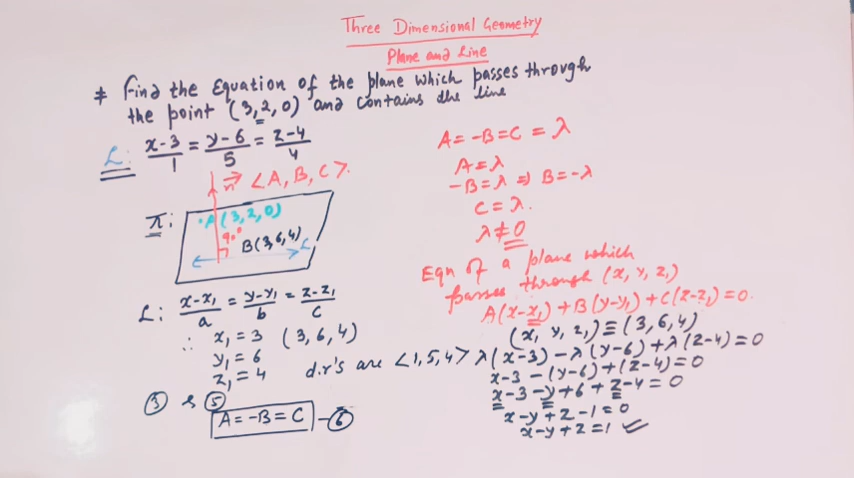 Three Dimensional Geometry
Plane and Line
* Find the Equation of the plane which passes through
the point (3,2,0) and contains the line
L: x-3/1 = y-6/5 = z-4/4
n⃗ <A, B, C>.
π:
A(3,2,0)
90°
B(3,6,4)
L
L: x-x₁/a = y-y₁/b = z-z₁/c
∴ x₁ = 3 (3,6,4)
y₁ = 6
z₁ = 4 d.r's are <1,5,4>
③ & ⑤
A = -B = C -⑥
A = -B = C = λ
A = λ
-B = λ ⇒ B = -λ
C = λ.
λ ≠ 0
Eqn of a plane which
passes through (x, y, z₁)
A(x-x₁)+B(y-y₁)+C(z-z₁)=0.
(x, y, z₁) ≡ (3,6,4)
λ(x-3)-λ(y-6)+λ(z-4)=0
x-3-(y-6)+(z-4)=0
x-3-y+6+z-4=0
x-y+z-1=0
x-y+z=1 ✓